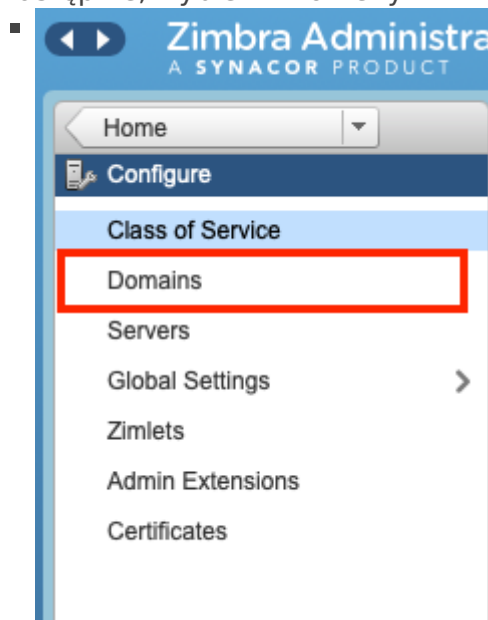 Zimbra Administra
A SYNACOR PRODUCT
Home
Configure
Class of Service
Domains
Servers
Global Settings
Zimlets
Admin Extensions
Certificates